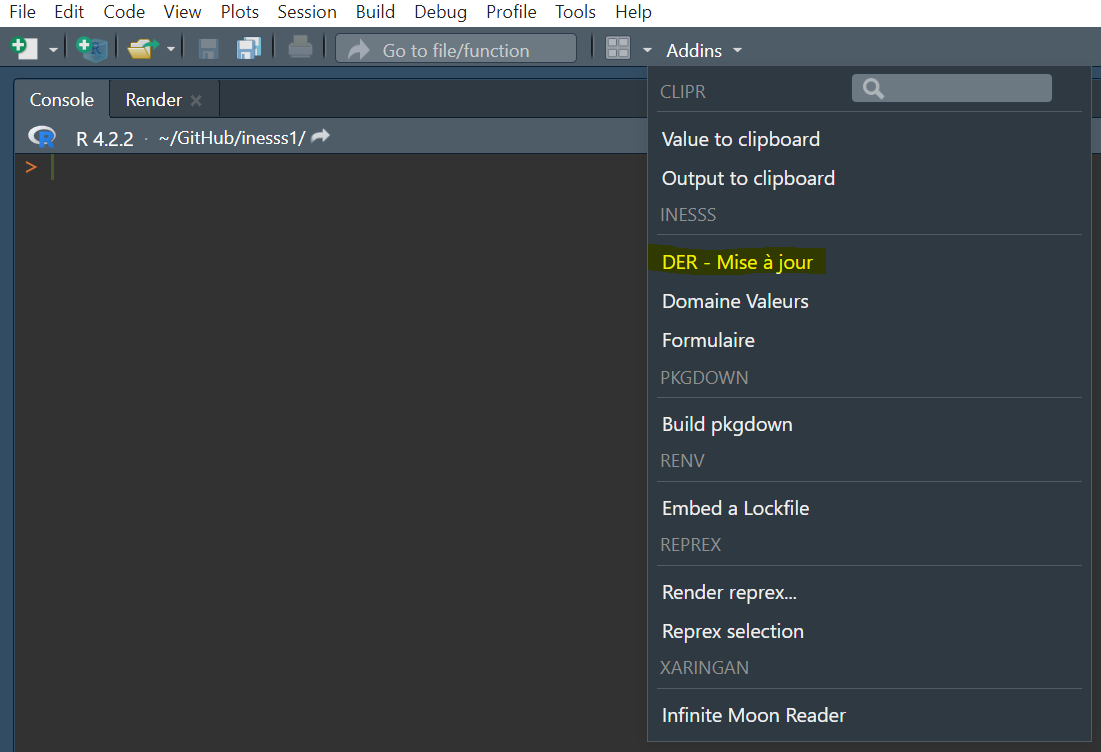 File Edit Code View Plots Session Build Debug Profile Tools Help
Go to file/function Addins
Console Render
R 4.2.2 · ~/GitHub/inesss1/
>
CLIPR
Value to clipboard
Output to clipboard
INESSS
DER - Mise à jour
Domaine Valeurs
Formulaire
PKGDOWN
Build pkgdown
RENV
Embed a Lockfile
REPREX
Render reprex...
Reprex selection
XARINGAN
Infinite Moon Reader